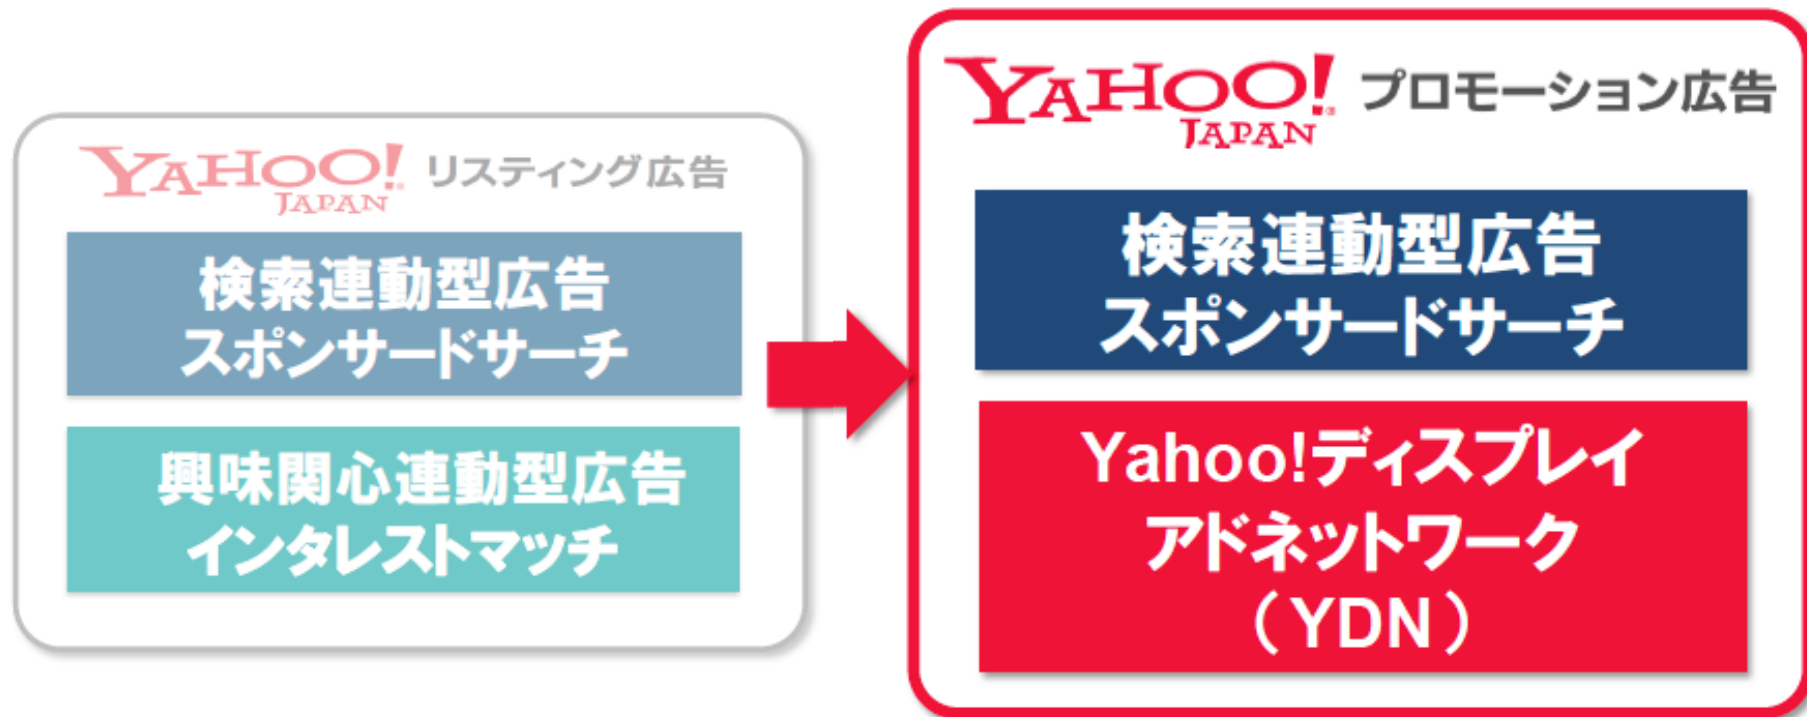 YAHOO! リスティング広告
JAPAN
検索連動型広告
スポンサードサーチ
興味関心連動型広告
インタレストマッチ
YAHOO! プロモーション広告
JAPAN
検索連動型広告
スポンサードサーチ
Yahoo!ディスプレイ
アドネットワーク
（YDN）